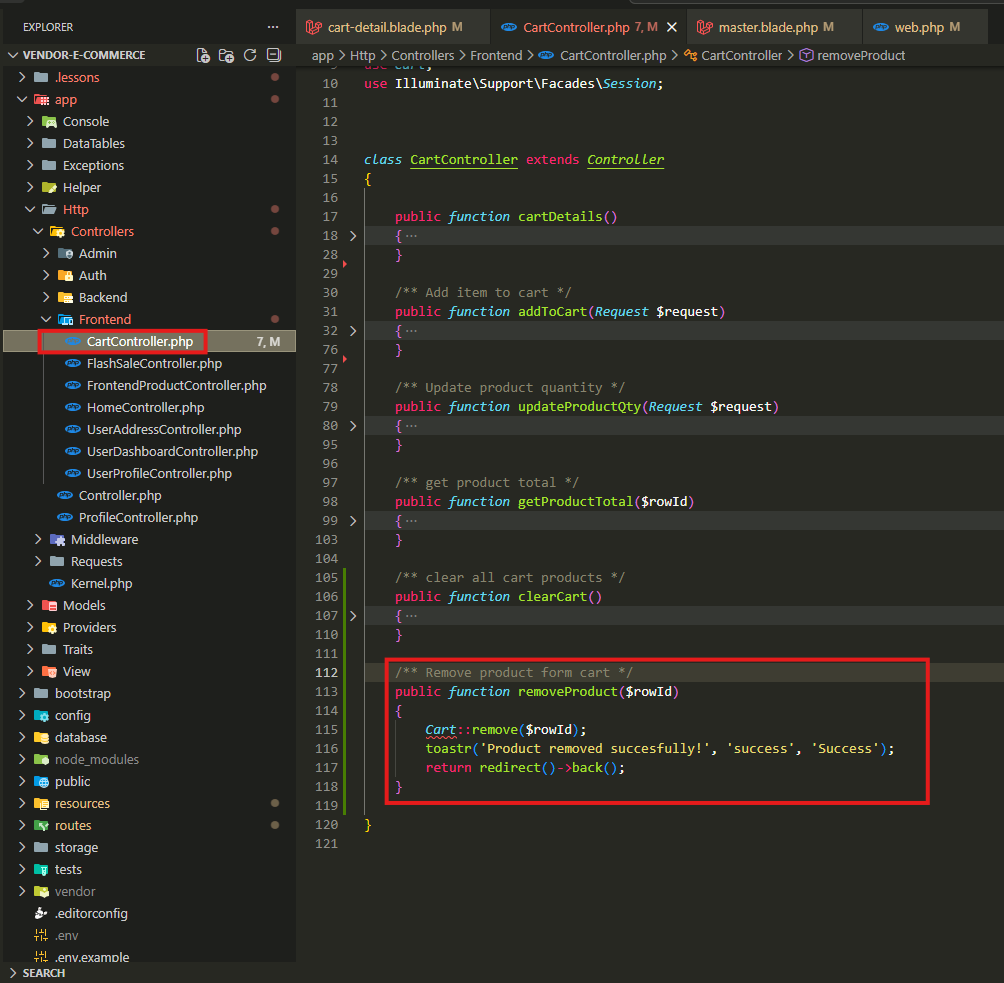 EXPLORER ...
VENDOR-E-COMMERCE
.lessons
app
Console
DataTables
Exceptions
Helper
Http
Controllers
Admin
Auth
Backend
Frontend
CartController.php 7, M
FlashSaleController.php
FrontendProductController.php
HomeController.php
UserAddressController.php
UserDashboardController.php
UserProfileController.php
Controller.php
ProfileController.php
Middleware
Requests
Kernel.php
Models
Providers
Traits
View
bootstrap
config
database
node_modules
public
resources
routes
storage
tests
vendor
.editorconfig
.env
.env.example
SEARCH
cart-detail.blade.php M CartController.php 7, M master.blade.php M web.php M
app > Http > Controllers > Frontend > CartController.php > CartController > removeProduct
9 use Cart;
10 use Illuminate\Support\Facades\Session;
11
12
13
14 class CartController extends Controller
15 {
16
17 public function cartDetails()
18 { ...
28 }
29
30 /** Add item to cart */
31 public function addToCart(Request $request)
32 { ...
76 }
77
78 /** Update product quantity */
79 public function updateProductQty(Request $request)
80 { ...
95 }
96
97 /** get product total */
98 public function getProductTotal($rowId)
99 { ...
103 }
104
105 /** clear all cart products */
106 public function clearCart()
107 { ...
110 }
111
112 /** Remove product form cart */
113 public function removeProduct($rowId)
114 {
115 Cart::remove($rowId);
116 toastr('Product removed succesfully!', 'success', 'Success');
117 return redirect()->back();
118 }
119
120 }
121